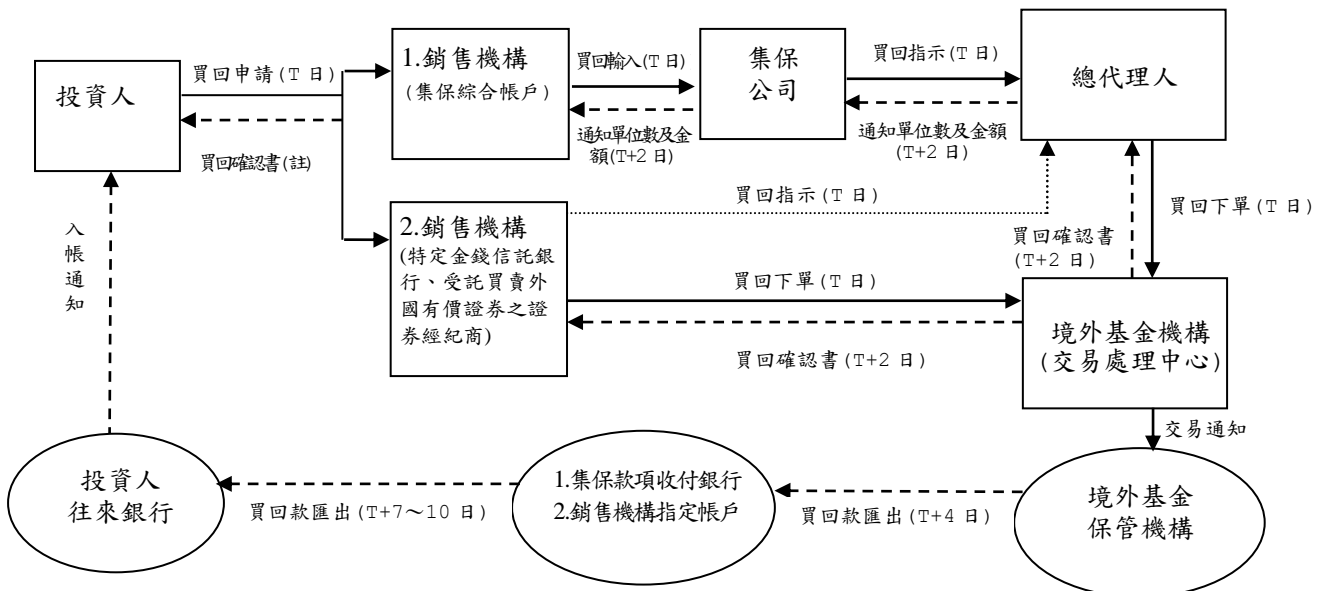 投資人
買回申請(T 日)
買回確認書(註)
1.銷售機構
(集保綜合帳戶)
買回輸入(T 日)
通知單位數及金
額(T+2 日)
集保
公司
買回指示(T 日)
通知單位數及金額
(T+2 日)
總代理人
2.銷售機構
(特定金錢信託銀
行、受託買賣外
國有價證券之證
券經紀商)
買回指示(T 日)
買回下單(T 日)
買回確認書
(T+2 日)
買回下單(T 日)
買回確認書(T+2 日)
境外基金機構
(交易處理中心)
入
帳
通
知
交易通知
投資人
往來銀行
買回款匯出(T+7～10 日)
1.集保款項收付銀行
2.銷售機構指定帳戶
買回款匯出(T+4 日)
境外基金
保管機構